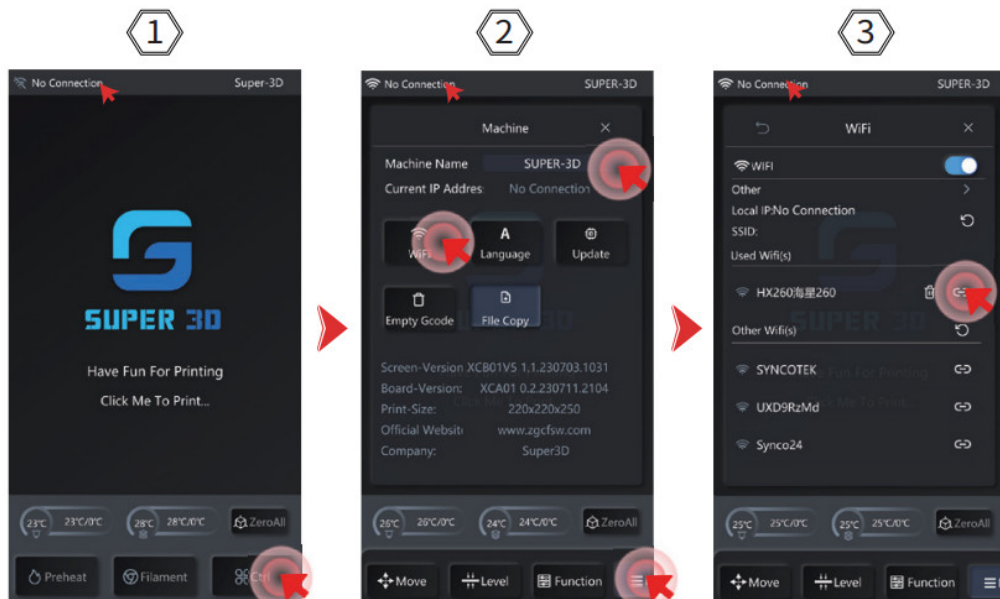 1
No Connection Super-3D
SUPER 3D
Have Fun For Printing
Click Me To Print...
23℃ 23℃/0℃ 28℃ 28℃/0℃ ZeroAll
Preheat Filament Ctrl
2
No Connection SUPER-3D
Machine
Machine Name SUPER-3D
Current IP Addres: No Connection
WiFi Language Update
Empty Gcode File Copy
Screen-Version XCB01V5 1,1.230703.1031
Board-Version: XCA01 0.2.230711.2104
Print-Size: 220x220x250
Official Website www.zgcfsw.com
Company: Super3D
26℃ 26℃/0℃ 24℃ 24℃/0℃ ZeroAll
Move Level Function
3
No Connection SUPER-3D
WiFi
WIFI
Other
Local IP:No Connection
SSID:
Used Wifi(s)
HX260海星260
Other Wifi(s)
SYNCOTEK
UXD9RzMd
Synco24
25℃ 25℃/0℃ 25℃ 25℃/0℃ ZeroAll
Move Level Function